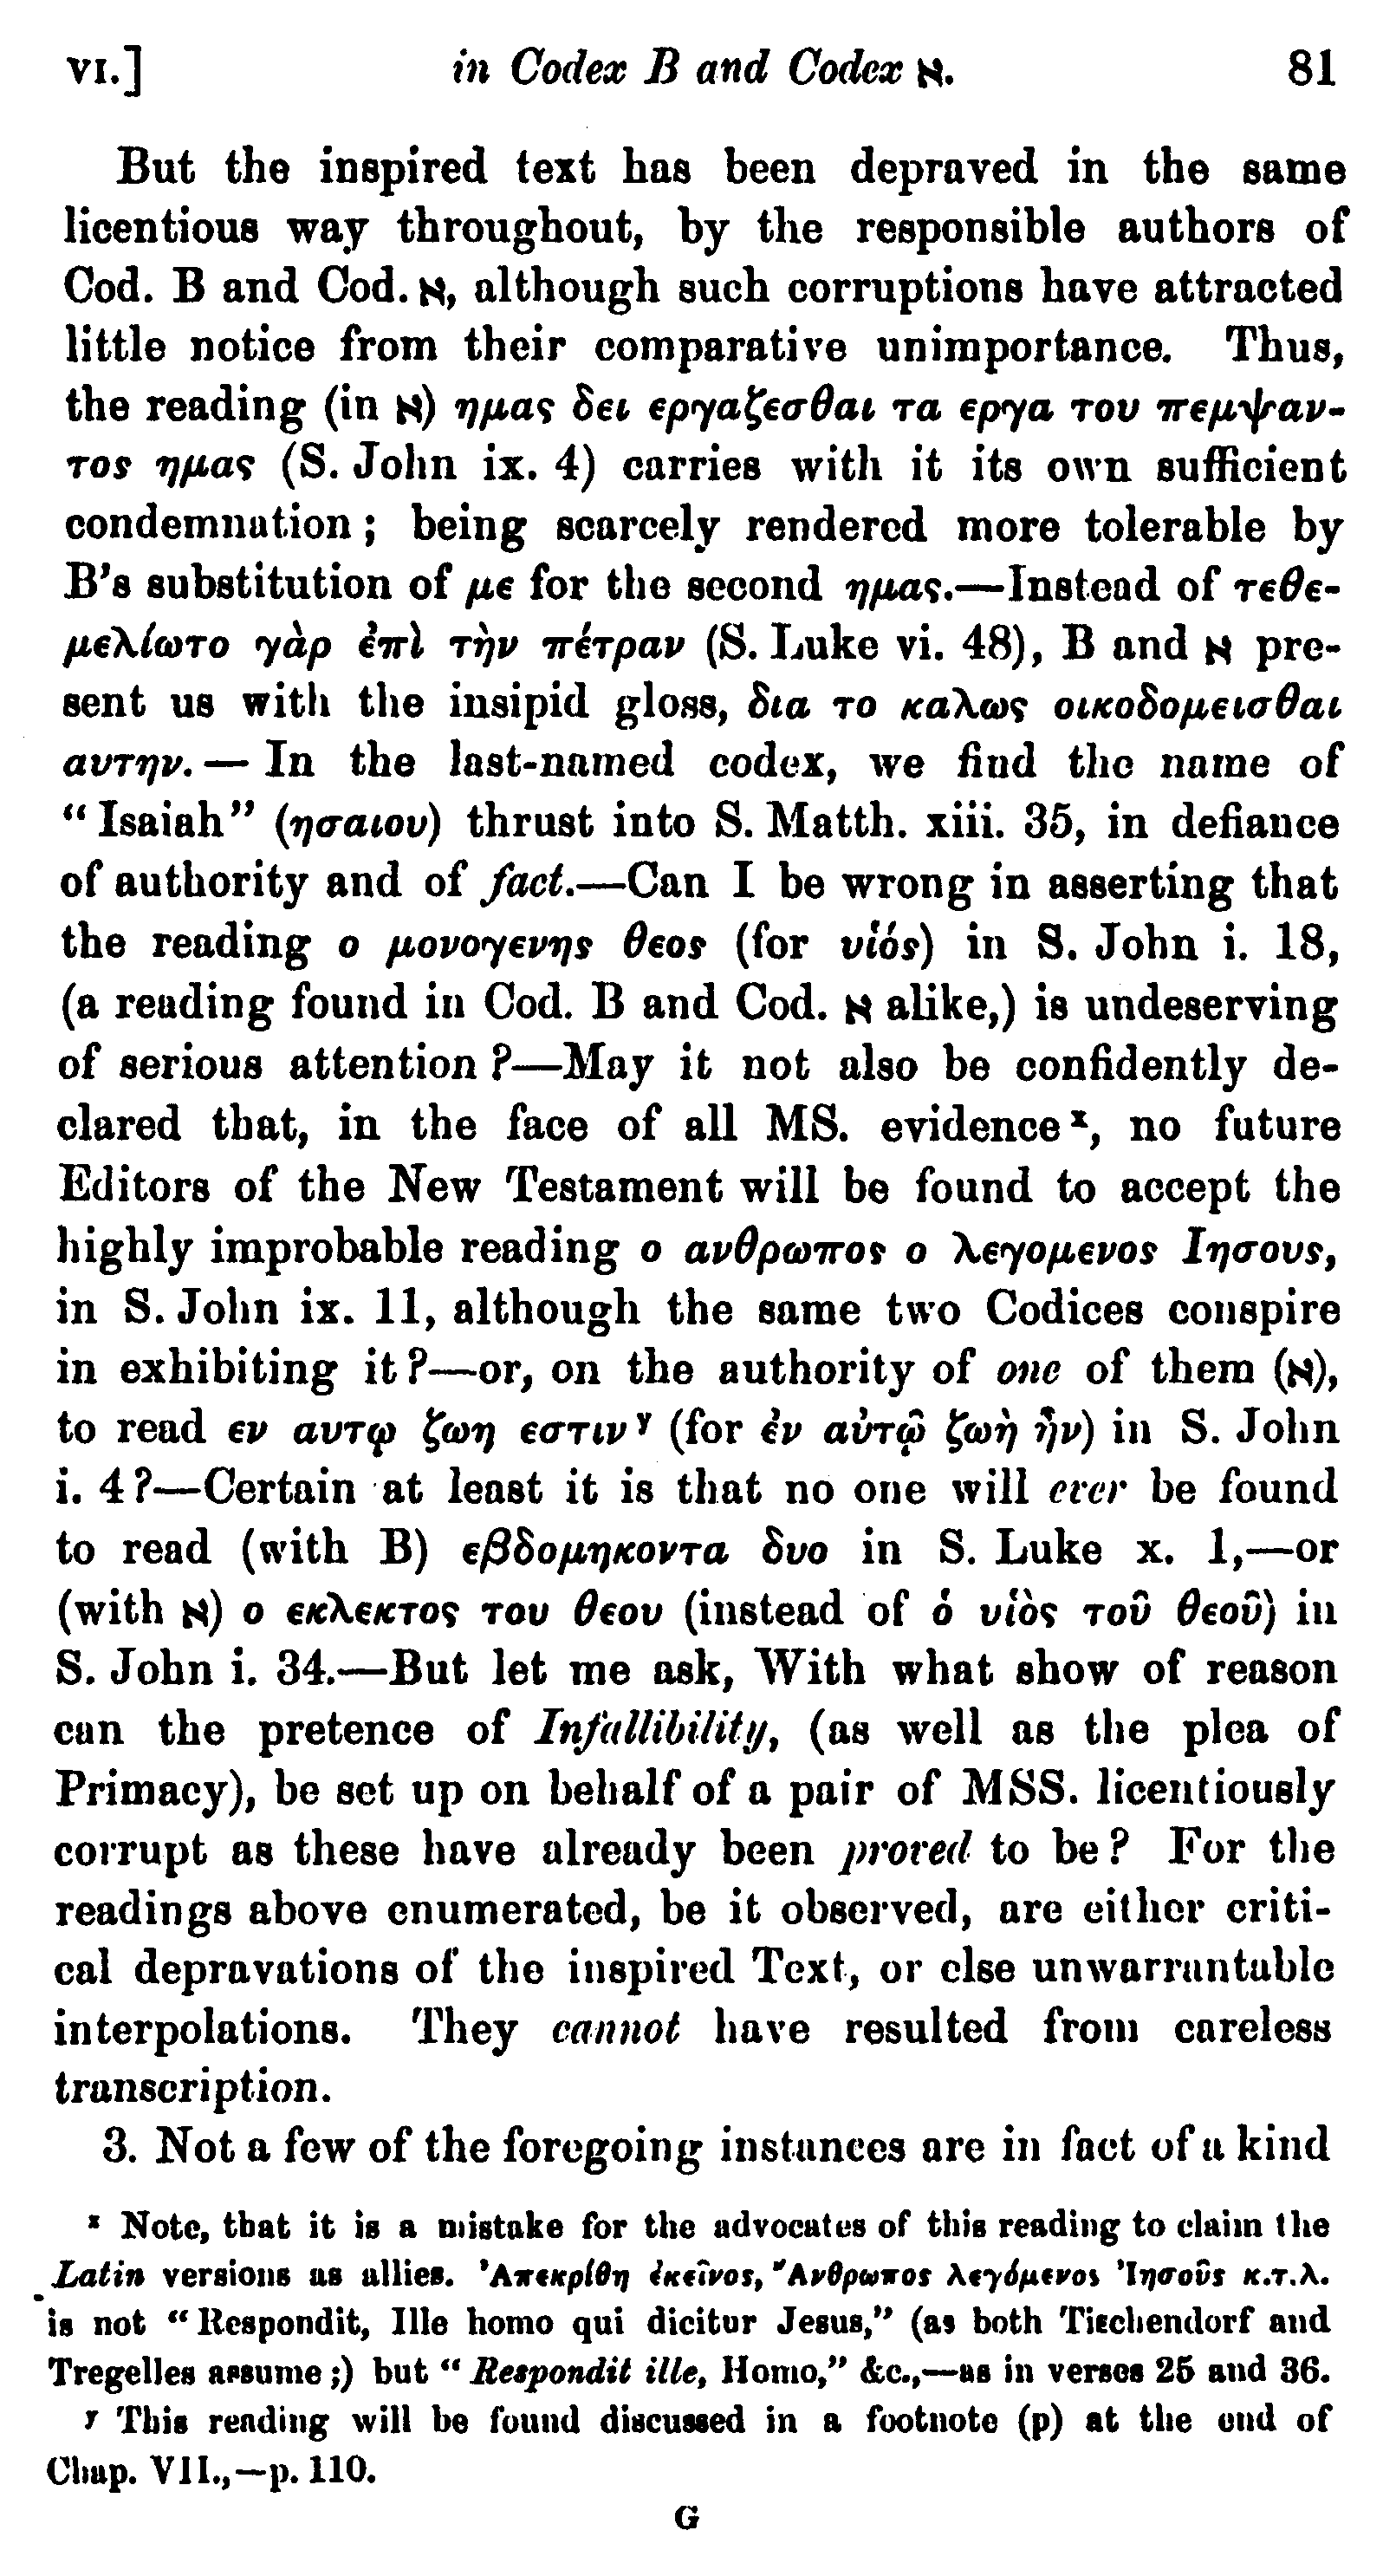 VI.] in Codex B and Codex א. 81
But the inspired text has been depraved in the same
licentious way throughout, by the responsible authors of
Cod. B and Cod. א, although such corruptions have attracted
little notice from their comparative unimportance. Thus,
the reading (in א) ημας δει εργαζεσθαι τα εργα του πεμψαν-
τος ημας (S. John ix. 4) carries with it its own sufficient
condemnation; being scarcely rendered more tolerable by
B’s substitution of με for the second ημας.—Instead of τεθε-
μελίωτο γὰρ ἐπὶ τὴν πέτραν (S. Luke vi. 48), B and א pre-
sent us with the insipid gloss, δια το καλως οικοδομεισθαι
αυτην.—In the last-named codex, we find the name of
“Isaiah” (ησαιου) thrust into S. Matth. xiii. 35, in defiance
of authority and of fact.—Can I be wrong in asserting that
the reading ο μονογενης θεος (for υἱός) in S. John i. 18,
(a reading found in Cod. B and Cod. א alike,) is undeserving
of serious attention?—May it not also be confidently de-
clared that, in the face of all MS. evidence ˣ, no future
Editors of the New Testament will be found to accept the
highly improbable reading ο ανθρωπος ο λεγομενος Ιησους,
in S. John ix. 11, although the same two Codices conspire
in exhibiting it?—or, on the authority of one of them (א),
to read εν αυτῳ ζωη εστιν ʸ (for ἐν αὐτῷ ζωὴ ἦν) in S. John
i. 4?—Certain at least it is that no one will ever be found
to read (with B) εβδομηκοντα δυο in S. Luke x. 1,—or
(with א) ο εκλεκτος του θεου (instead of ὁ υἱὸς τοῦ θεοῦ) in
S. John i. 34.—But let me ask, With what show of reason
can the pretence of Infallibility, (as well as the plea of
Primacy), be set up on behalf of a pair of MSS. licentiously
corrupt as these have already been proved to be? For the
readings above enumerated, be it observed, are either criti-
cal depravations of the inspired Text, or else unwarrantable
interpolations. They cannot have resulted from careless
transcription.
3. Not a few of the foregoing instances are in fact of a kind
ˣ Note, that it is a mistake for the advocates of this reading to claim the
Latin versions as allies. Ἀπεκρίθη ἐκεῖνος, Ἄνθρωπος λεγόμενος Ἰησοῦς κ.τ.λ.
is not “Respondit, Ille homo qui dicitur Jesus,” (as both Tischendorf and
Tregelles assume;) but “Respondit ille, Homo,” &c.,—as in verses 25 and 36.
ʸ This reading will be found discussed in a footnote (p) at the end of
Chap. VII.,—p. 110.
G